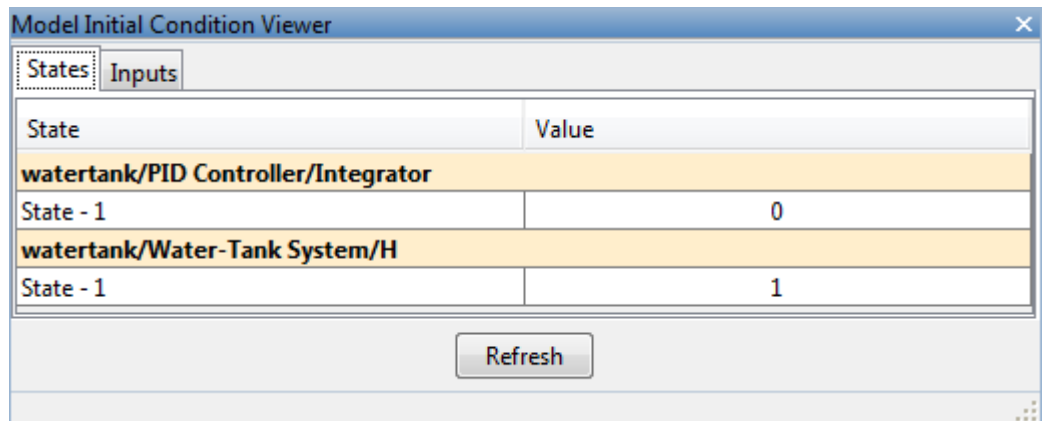 Model Initial Condition Viewer
States Inputs
State Value
watertank/PID Controller/Integrator
State - 1 0
watertank/Water-Tank System/H
State - 1 1
Refresh